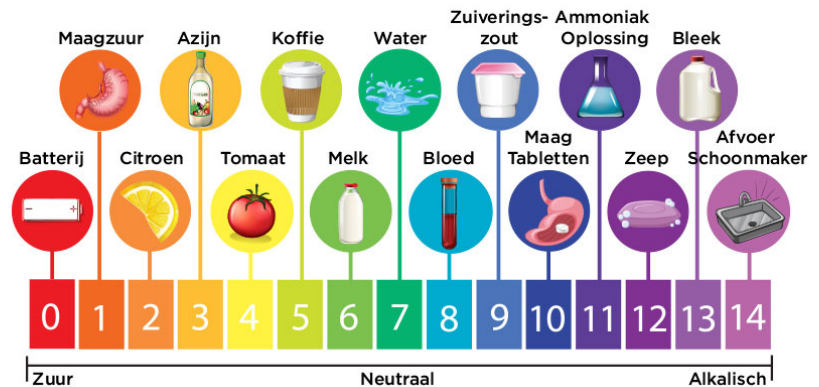 Maagzuur
Azijn
Koffie
Water
Zuiverings-
zout
Ammoniak
Oplossing
Bleek
Batterij
Citroen
Tomaat
Melk
Bloed
Maag
Tabletten
Zeep
Afvoer
Schoonmaker
0 1 2 3 4 5 6 7 8 9 10 11 12 13 14
Zuur Neutraal Alkalisch